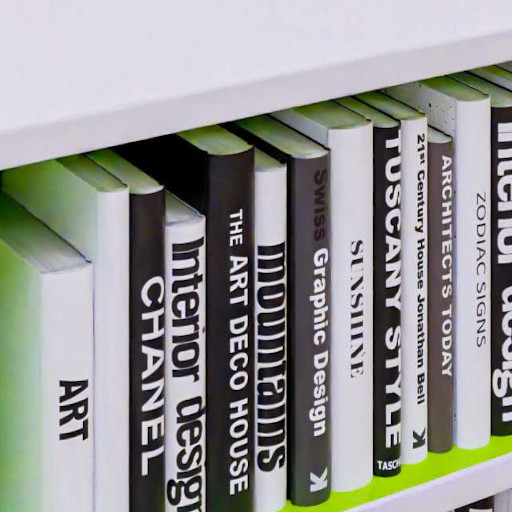 ART
CHANEL
Interior design
THE ART DECO HOUSE
mountains
Swiss Graphic Design
SUNSHINE
TUSCANY STYLE
TASCH
21st Century House Jonathan Bell
ARCHITECTS TODAY
ZODIAC SIGNS
Interior design